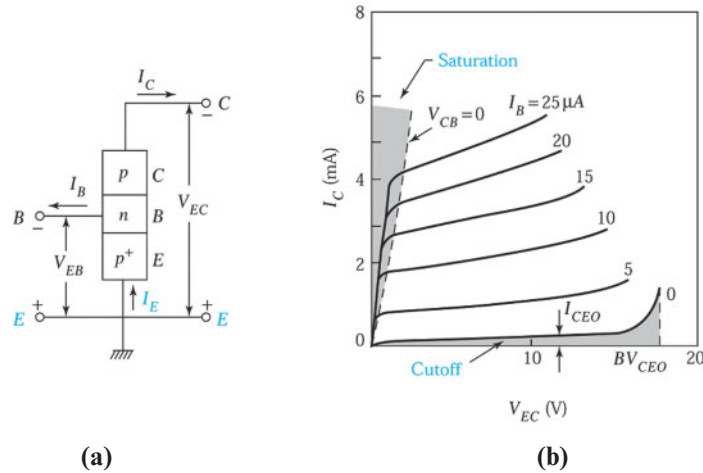 I_C
C
−
p
C
I_B
n
B
V_EC
B
−
V_EB
p⁺
E
+
I_E
+
E
E
(a)
8
Saturation
6
V_CB=0
I_B=25 μA
20
I_C (mA)
4
15
10
2
5
I_CEO
0
0
Cutoff
10
BV_CEO
20
V_EC (V)
(b)